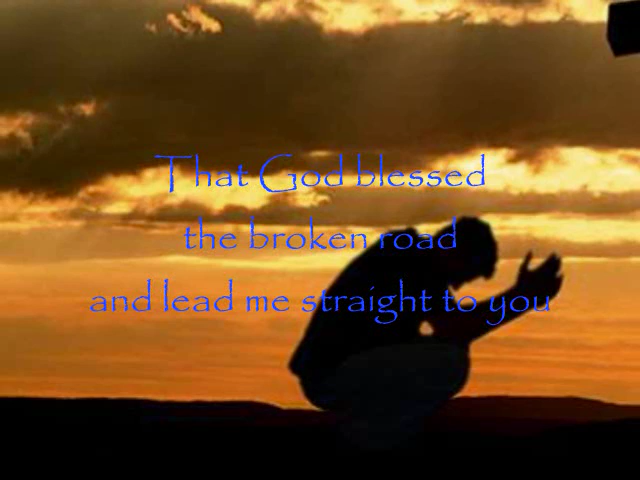 That God blessed
the broken road
and lead me straight to you